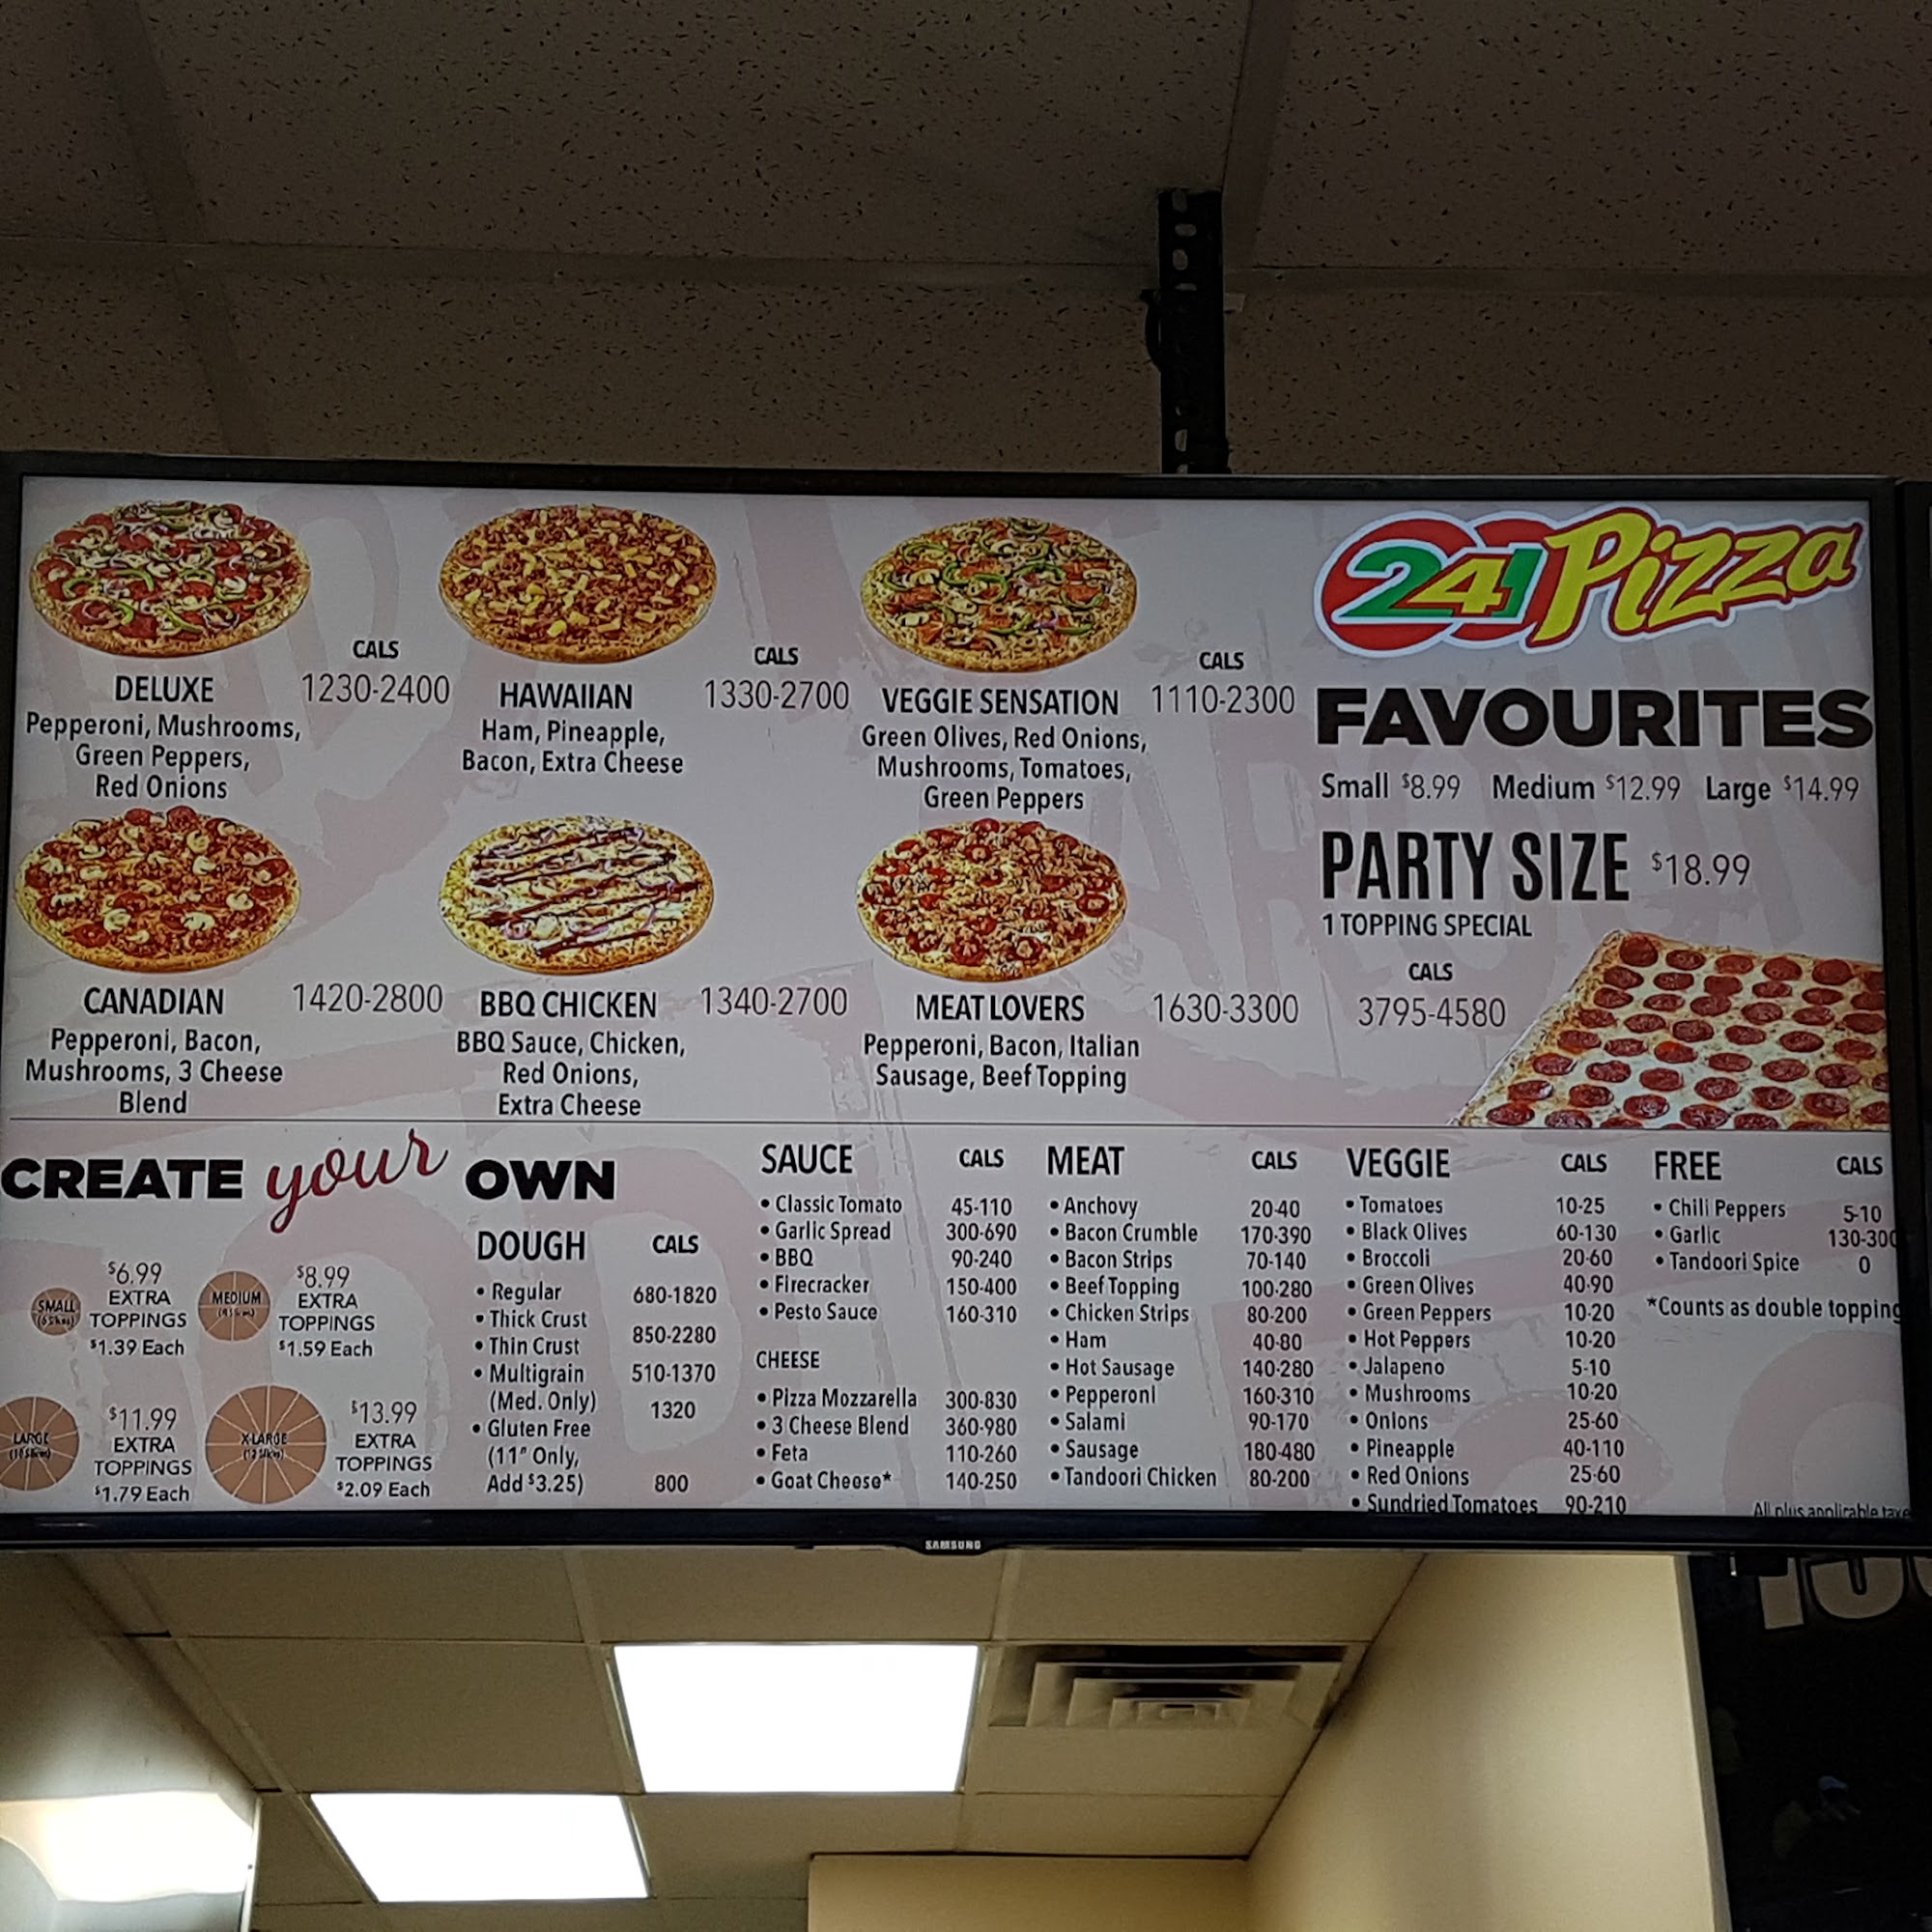 241 Pizza
FAVOURITES
Small $8.99 Medium $12.99 Large $14.99
PARTY SIZE $18.99
1 TOPPING SPECIAL
CALS
3795-4580
CALS
DELUXE 1230-2400
Pepperoni, Mushrooms,
Green Peppers,
Red Onions
CALS
HAWAIIAN 1330-2700
Ham, Pineapple,
Bacon, Extra Cheese
CALS
VEGGIE SENSATION 1110-2300
Green Olives, Red Onions,
Mushrooms, Tomatoes,
Green Peppers
CANADIAN 1420-2800
Pepperoni, Bacon,
Mushrooms, 3 Cheese
Blend
BBQ CHICKEN 1340-2700
BBQ Sauce, Chicken,
Red Onions,
Extra Cheese
MEAT LOVERS 1630-3300
Pepperoni, Bacon, Italian
Sausage, Beef Topping
CREATE your OWN
SMALL
$6.99
EXTRA
TOPPINGS
$1.39 Each
MEDIUM
$8.99
EXTRA
TOPPINGS
$1.59 Each
LARGE
$11.99
EXTRA
TOPPINGS
$1.79 Each
X-LARGE
$13.99
EXTRA
TOPPINGS
$2.09 Each
DOUGH CALS
• Regular 680-1820
• Thick Crust 850-2280
• Thin Crust 510-1370
• Multigrain
(Med. Only) 1320
• Gluten Free
(11" Only,
Add $3.25) 800
SAUCE CALS
• Classic Tomato 45-110
• Garlic Spread 300-690
• BBQ 90-240
• Firecracker 150-400
• Pesto Sauce 160-310
CHEESE
• Pizza Mozzarella 300-830
• 3 Cheese Blend 360-980
• Feta 110-260
• Goat Cheese* 140-250
MEAT CALS
• Anchovy 20-40
• Bacon Crumble 170-390
• Bacon Strips 70-140
• Beef Topping 100-280
• Chicken Strips 80-200
• Ham 40-80
• Hot Sausage 140-280
• Pepperoni 160-310
• Salami 90-170
• Sausage 180-480
• Tandoori Chicken 80-200
VEGGIE CALS
• Tomatoes 10-25
• Black Olives 60-130
• Broccoli 20-60
• Green Olives 40-90
• Green Peppers 10-20
• Hot Peppers 10-20
• Jalapeno 5-10
• Mushrooms 10-20
• Onions 25-60
• Pineapple 40-110
• Red Onions 25-60
• Sundried Tomatoes 90-210
FREE CALS
• Chili Peppers 5-10
• Garlic 130-300
• Tandoori Spice 0
*Counts as double topping
All plus applicable taxe
SAMSUNG